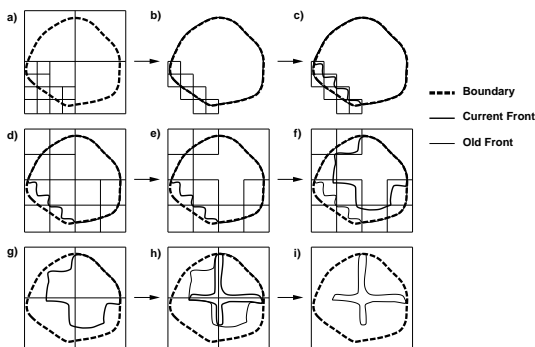 a)
b)
c)
Boundary
Current Front
Old Front
d)
e)
f)
g)
h)
i)